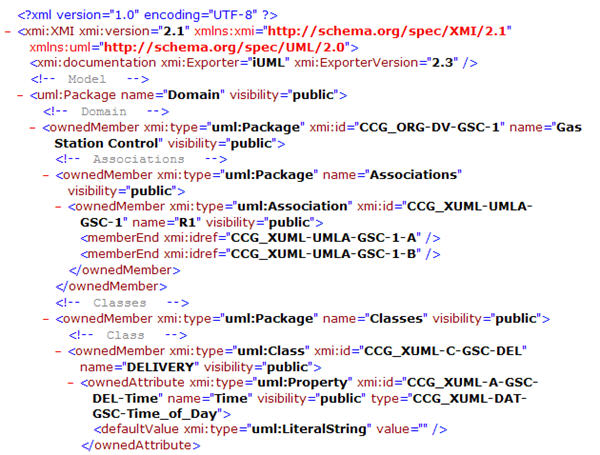 <?xml version="1.0" encoding="UTF-8" ?>
- <xmi:XMI xmi:version="2.1" xmlns:xmi="http://schema.org/spec/XMI/2.1"
xmlns:uml="http://schema.org/spec/UML/2.0">
<xmi:documentation xmi:Exporter="iUML" xmi:ExporterVersion="2.3" />
<!-- Model -->
- <uml:Package name="Domain" visibility="public">
<!-- Domain -->
- <ownedMember xmi:type="uml:Package" xmi:id="CCG_ORG-DV-GSC-1" name="Gas
Station Control" visibility="public">
<!-- Associations -->
- <ownedMember xmi:type="uml:Package" name="Associations"
visibility="public">
- <ownedMember xmi:type="uml:Association" xmi:id="CCG_XUML-UMLA-
GSC-1" name="R1" visibility="public">
<memberEnd xmi:idref="CCG_XUML-UMLA-GSC-1-A" />
<memberEnd xmi:idref="CCG_XUML-UMLA-GSC-1-B" />
</ownedMember>
</ownedMember>
<!-- Classes -->
- <ownedMember xmi:type="uml:Package" name="Classes" visibility="public">
<!-- Class -->
- <ownedMember xmi:type="uml:Class" xmi:id="CCG_XUML-C-GSC-DEL"
name="DELIVERY" visibility="public">
- <ownedAttribute xmi:type="uml:Property" xmi:id="CCG_XUML-A-GSC-
DEL-Time" name="Time" visibility="public" type="CCG_XUML-DAT-
GSC-Time_of_Day">
<defaultValue xmi:type="uml:LiteralString" value="" />
</ownedAttribute>